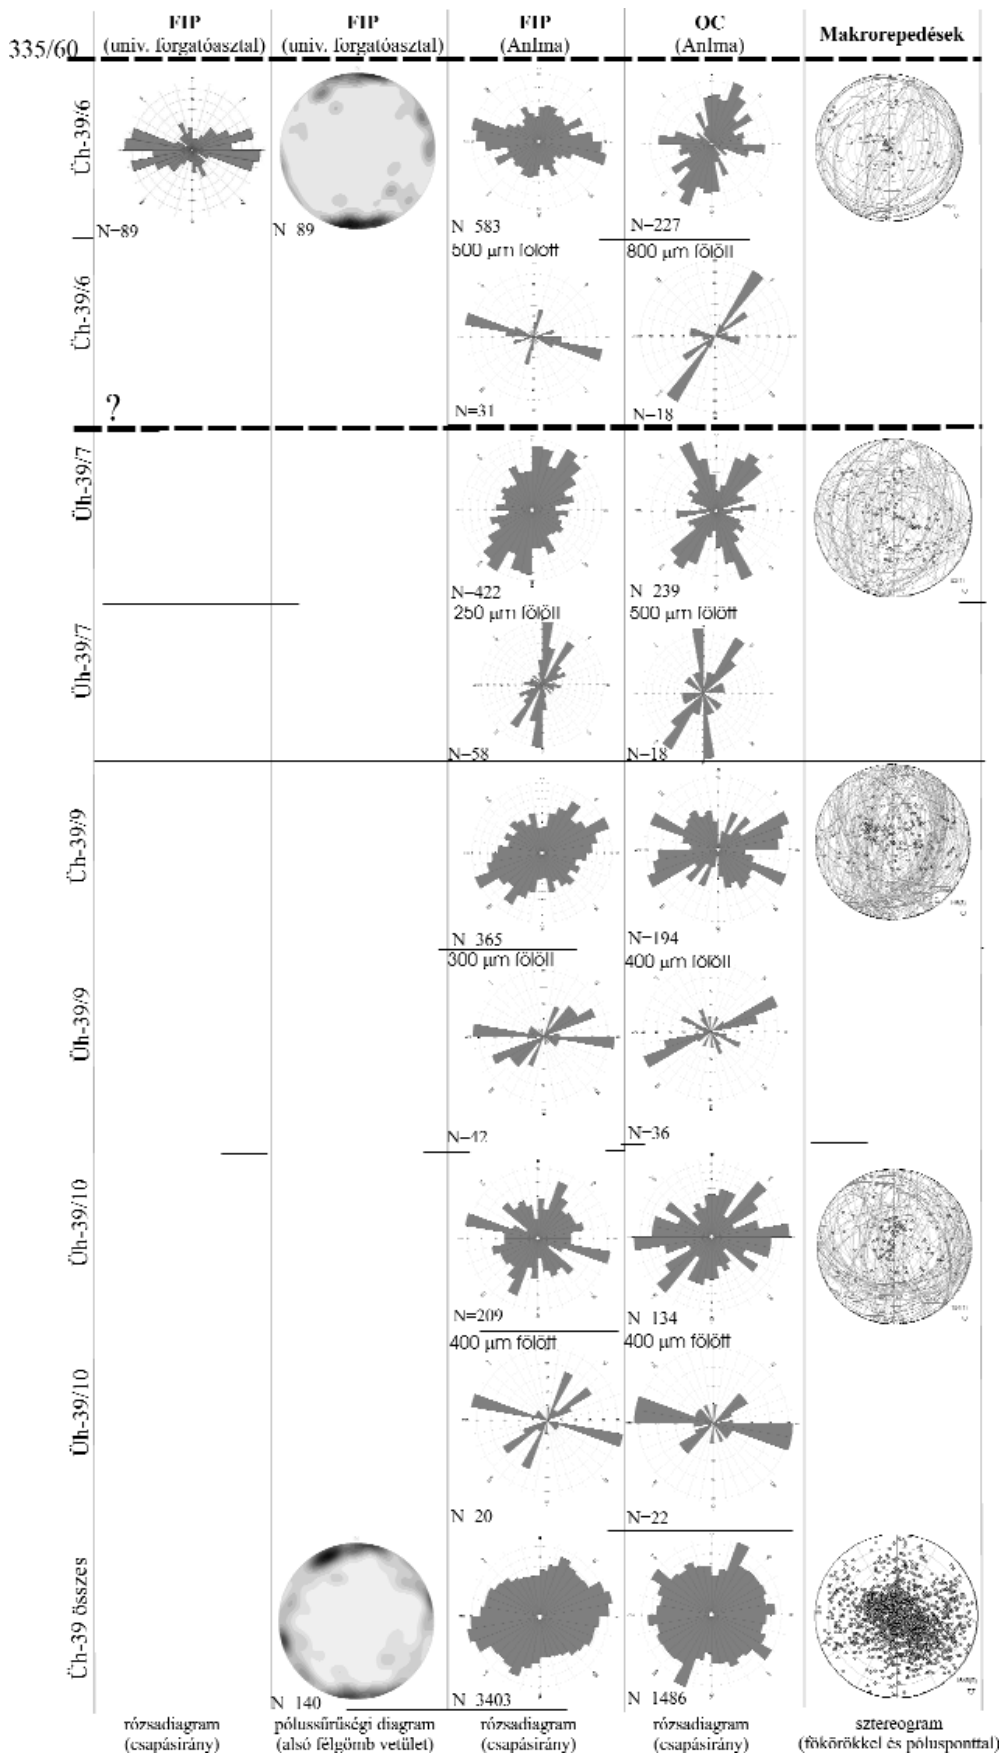 335/60
FIP
(univ. forgatóasztal)
FIP
(univ. forgatóasztal)
FIP
(AnIma)
OC
(AnIma)
Makrorepedések
Üh-39/6
N=89
N 89
N 583
500 µm fölött
N=227
800 µm fölött
Üh-39/6
?
N=31
N=18
Üh-39/7
N=422
250 µm fölött
N 239
500 µm fölött
Üh-39/7
N=58
N=18
Üh-39/9
N 365
300 µm fölött
N=194
400 µm fölött
Üh-39/9
N=42
N=36
Üh-39/10
N=209
400 µm fölött
N 134
400 µm fölött
Üh-39/10
N 20
N=22
Üh-39 összes
N 140
N 3403
N 1486
rózsadiagram
(csapásirány)
pólussűrűségi diagram
(alsó félgömb vetület)
rózsadiagram
(csapásirány)
rózsadiagram
(csapásirány)
sztereogram
(főkörökkel és pólusponttal)